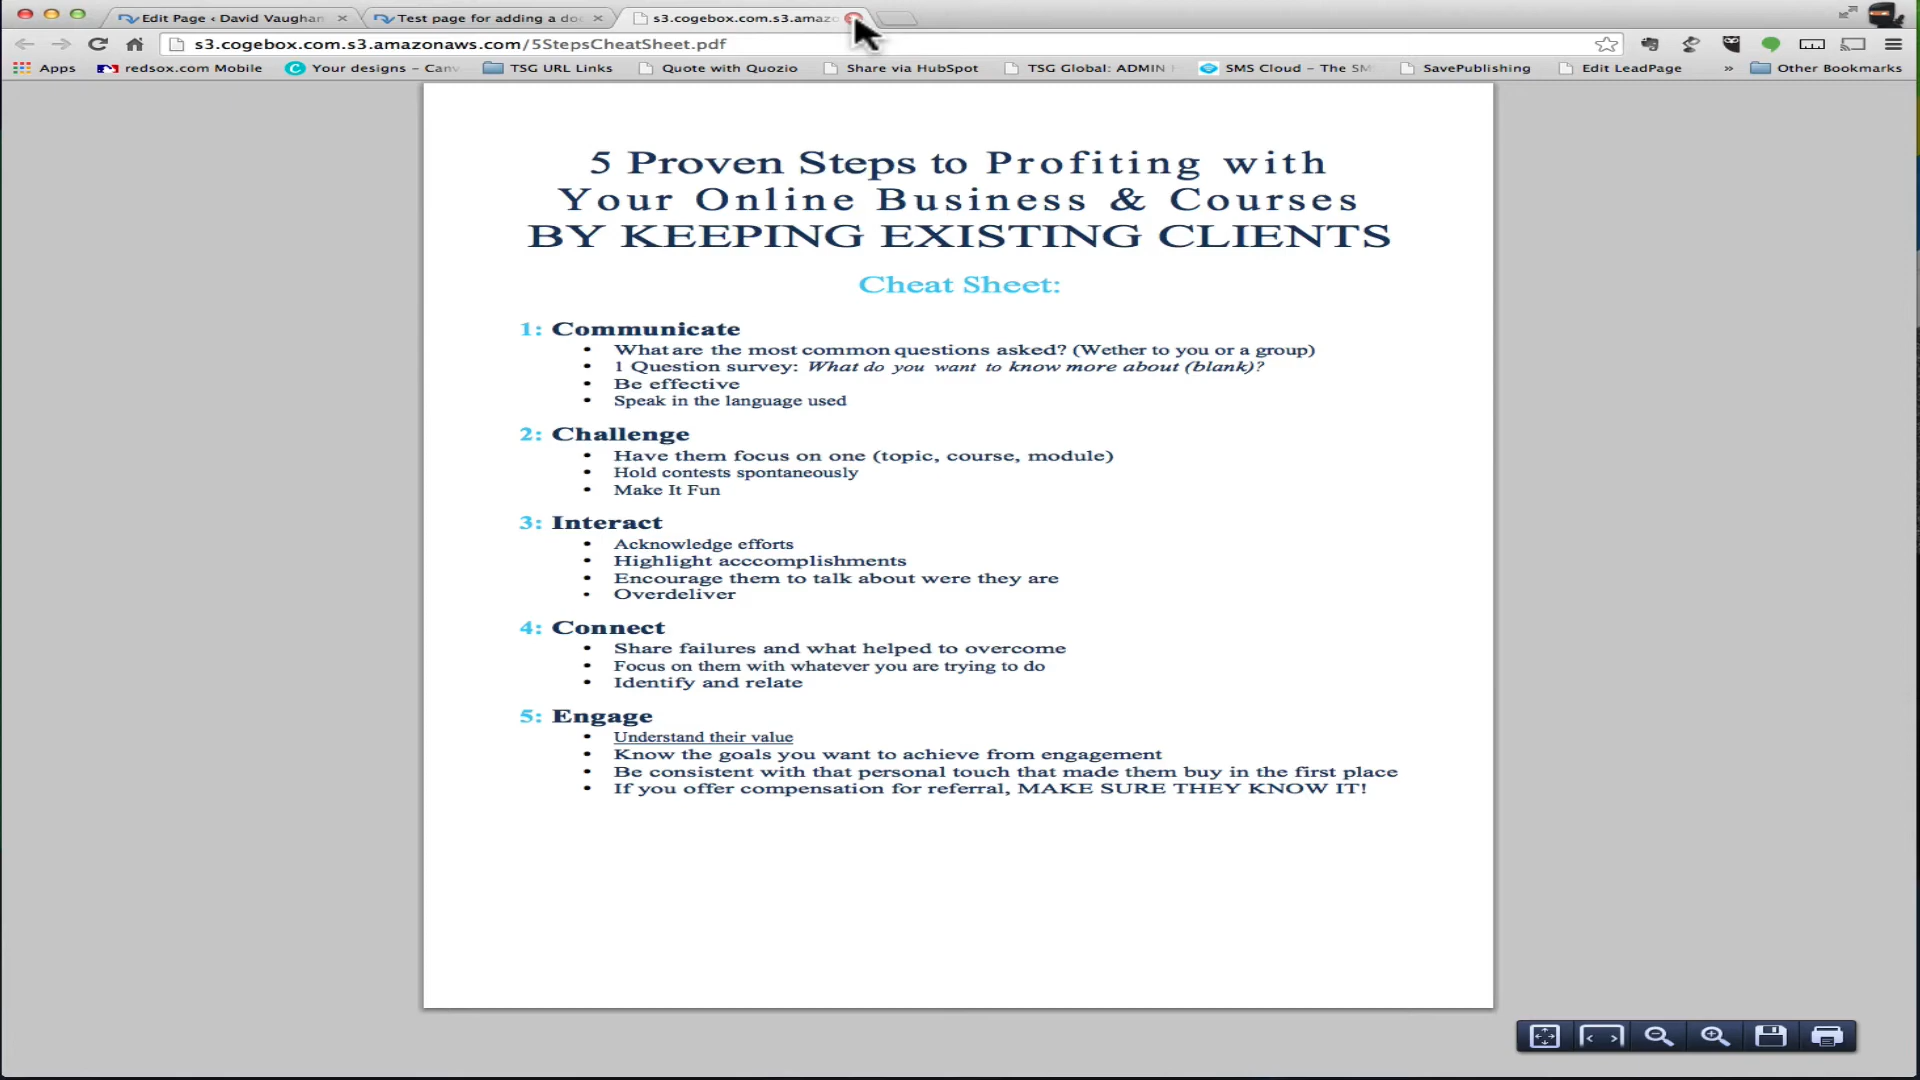 Edit Page ‹ David Vaughan
Test page for adding a do
s3.cogebox.com.s3.amazo
s3.cogebox.com.s3.amazonaws.com/5StepsCheatSheet.pdf
Apps redsox.com Mobile Your designs – Canv TSG URL Links Quote with Quozio Share via HubSpot TSG Global: ADMIN SMS Cloud – The SM SavePublishing Edit LeadPage » Other Bookmarks
5 Proven Steps to Profiting with
Your Online Business & Courses
BY KEEPING EXISTING CLIENTS
Cheat Sheet:
1: Communicate
• What are the most common questions asked? (Wether to you or a group)
• 1 Question survey: What do you want to know more about (blank)?
• Be effective
• Speak in the language used
2: Challenge
• Have them focus on one (topic, course, module)
• Hold contests spontaneously
• Make It Fun
3: Interact
• Acknowledge efforts
• Highlight acccomplishments
• Encourage them to talk about were they are
• Overdeliver
4: Connect
• Share failures and what helped to overcome
• Focus on them with whatever you are trying to do
• Identify and relate
5: Engage
• Understand their value
• Know the goals you want to achieve from engagement
• Be consistent with that personal touch that made them buy in the first place
• If you offer compensation for referral, MAKE SURE THEY KNOW IT!